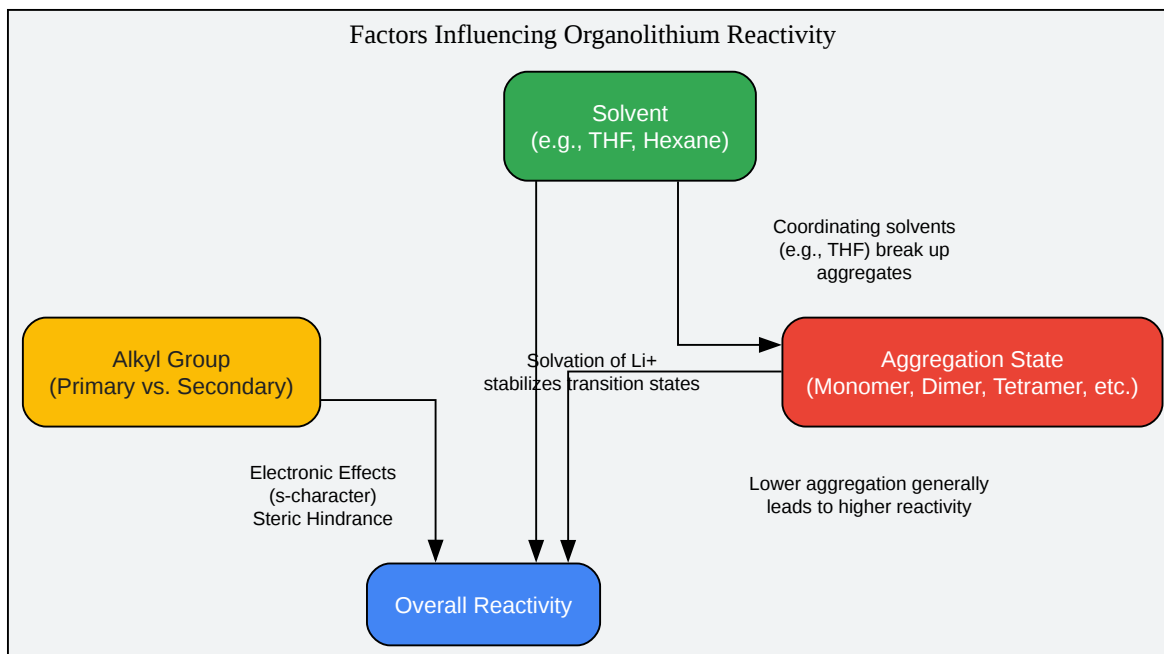 Factors Influencing Organolithium Reactivity
Solvent
(e.g., THF, Hexane)
Coordinating solvents
(e.g., THF) break up
aggregates
Alkyl Group
(Primary vs. Secondary)
Solvation of Li+
stabilizes transition states
Aggregation State
(Monomer, Dimer, Tetramer, etc.)
Electronic Effects
(s-character)
Steric Hindrance
Lower aggregation generally
leads to higher reactivity
Overall Reactivity